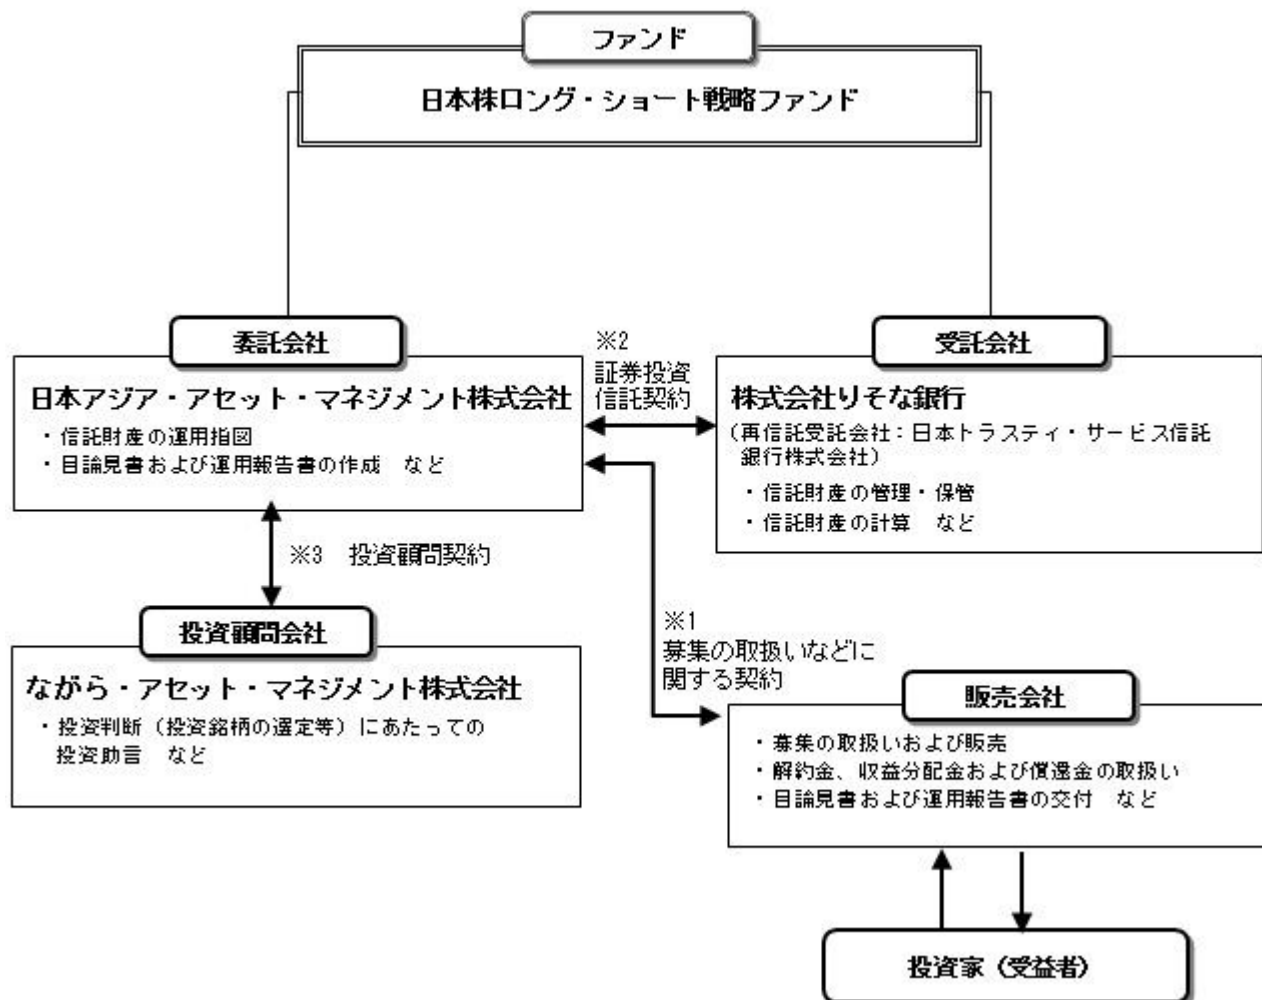 ファンド
日本株ロング・ショート戦略ファンド
委託会社
日本アジア・アセット・マネジメント株式会社
・信託財産の運用指図
・目論見書および運用報告書の作成　など
※2
証券投資
信託契約
受託会社
株式会社りそな銀行
（再信託受託会社：日本トラスティ・サービス信託
銀行株式会社）
・信託財産の管理・保管
・信託財産の計算　など
※3　投資顧問契約
投資顧問会社
ながら・アセット・マネジメント株式会社
・投資判断（投資銘柄の選定等）にあたっての
投資助言　など
※1
募集の取扱いなどに
関する契約
販売会社
・募集の取扱いおよび販売
・解約金、収益分配金および償還金の取扱い
・目論見書および運用報告書の交付　など
投資家（受益者）